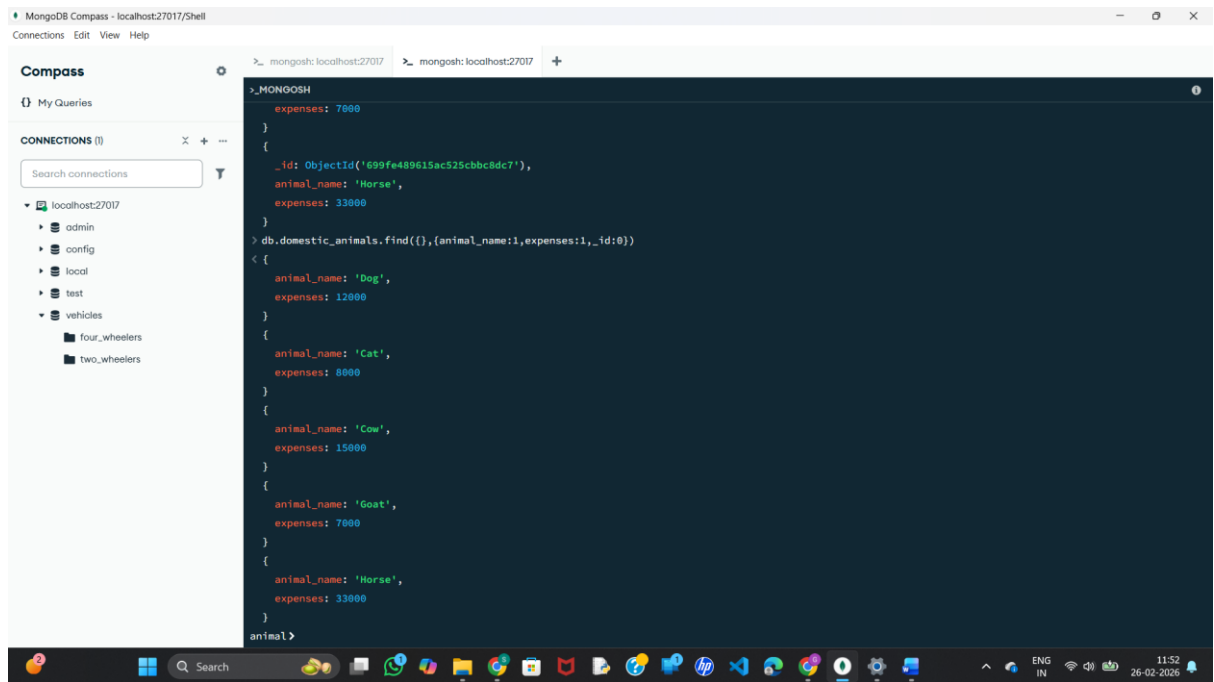 MongoDB Compass - localhost:27017/Shell
Connections Edit View Help
Compass
{} My Queries
CONNECTIONS (1)
Search connections
localhost:27017
admin
config
local
test
vehicles
four_wheelers
two_wheelers
>_ mongosh: localhost:27017 >_ mongosh: localhost:27017 +
>_MONGOSH
expenses: 7000
}
{
_id: ObjectId('699fe489615ac525cbbc8dc7'),
animal_name: 'Horse',
expenses: 33000
}
> db.domestic_animals.find({},{animal_name:1,expenses:1,_id:0})
< {
animal_name: 'Dog',
expenses: 12000
}
{
animal_name: 'Cat',
expenses: 8000
}
{
animal_name: 'Cow',
expenses: 15000
}
{
animal_name: 'Goat',
expenses: 7000
}
{
animal_name: 'Horse',
expenses: 33000
}
animal>
2
Search
hp
ENG
IN
11:52
26-02-2026